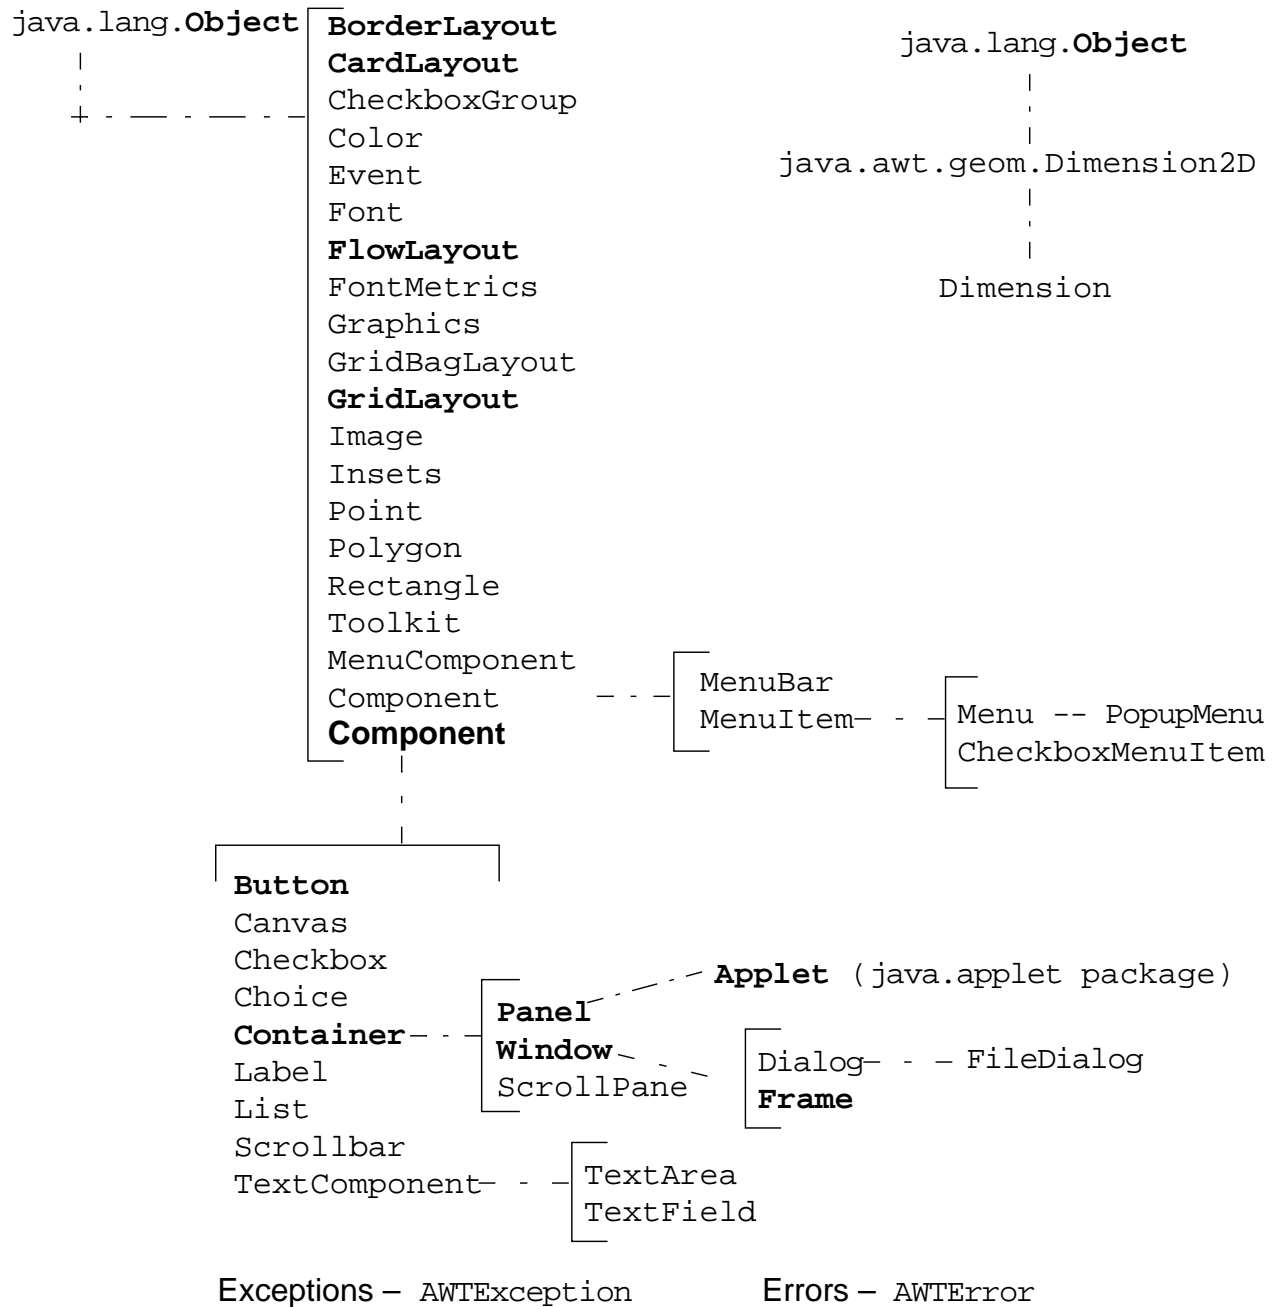 java.lang.Object
BorderLayout
CardLayout
CheckboxGroup
Color
Event
Font
FlowLayout
FontMetrics
Graphics
GridBagLayout
GridLayout
Image
Insets
Point
Polygon
Rectangle
Toolkit
MenuComponent
Component
Component
java.lang.Object
java.awt.geom.Dimension2D
Dimension
MenuBar
MenuItem
Menu -- PopupMenu
CheckboxMenuItem
Button
Canvas
Checkbox
Choice
Container
Label
List
Scrollbar
TextComponent
Panel
Window
ScrollPane
Applet (java.applet package)
Dialog
Frame
FileDialog
TextArea
TextField
Exceptions – AWTException
Errors – AWTError